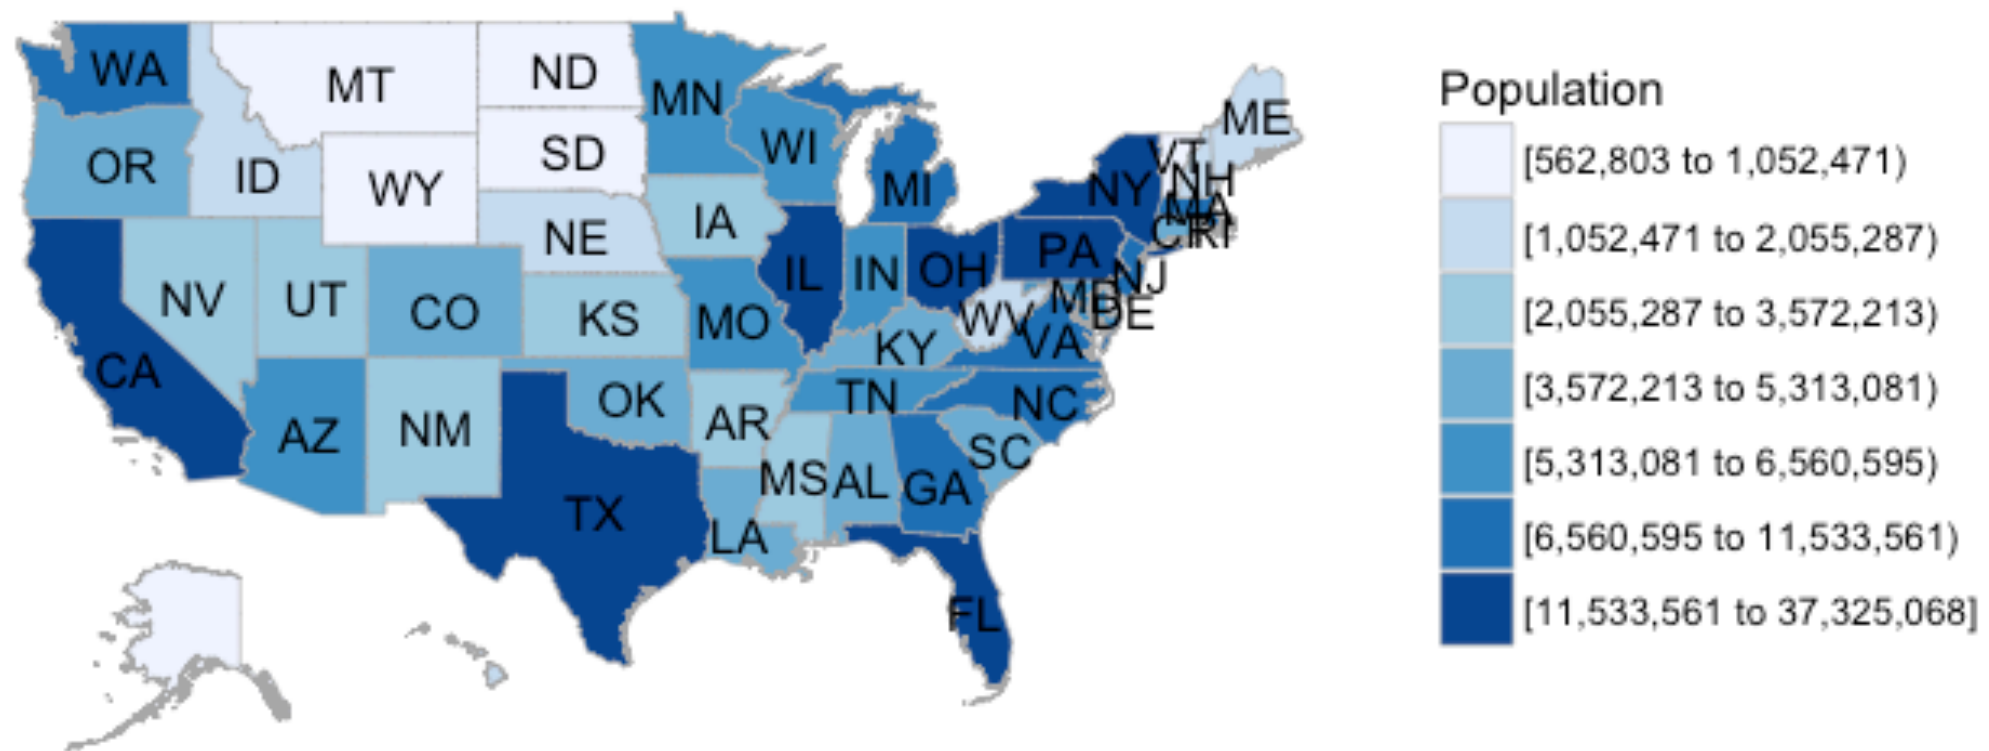 WA
MT
ND
MN
ME
OR
ID
SD
WI
VT
WY
MI
NY
NH
MA
NE
IA
CT
RI
NV
UT
CO
KS
MO
IL
IN
OH
PA
NJ
MD
DE
WV
VA
KY
CA
AZ
NM
OK
AR
TN
NC
SC
MS
AL
GA
TX
LA
FL
Population
[562,803 to 1,052,471)
[1,052,471 to 2,055,287)
[2,055,287 to 3,572,213)
[3,572,213 to 5,313,081)
[5,313,081 to 6,560,595)
[6,560,595 to 11,533,561)
[11,533,561 to 37,325,068]